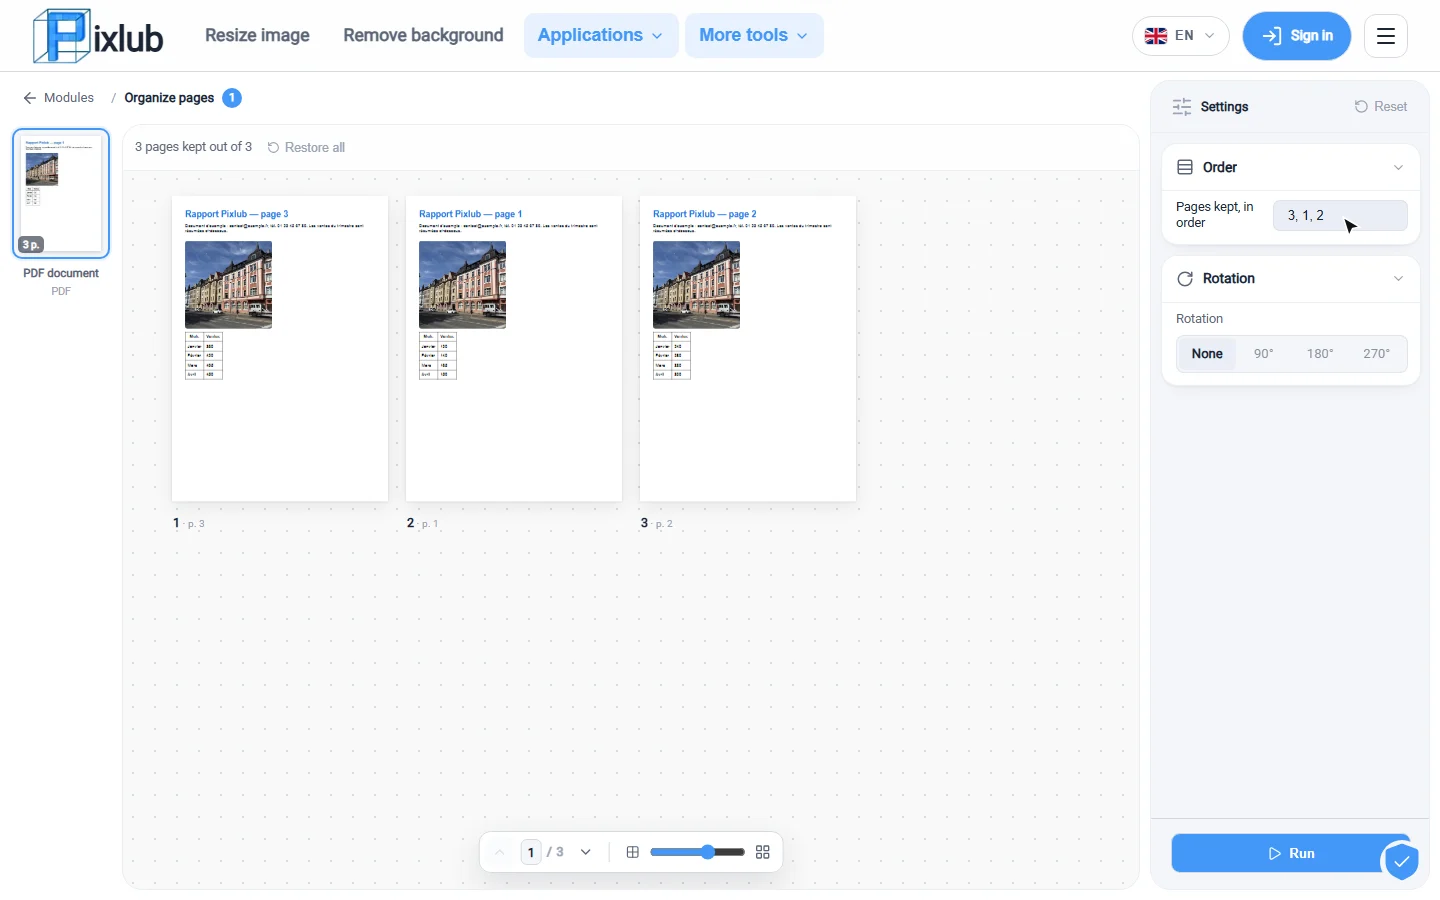 Pixlub
Resize image
Remove background
Applications
More tools
EN
Sign in
Modules / Organize pages 1
Settings
Reset
3 pages kept out of 3
Restore all
3 p.
PDF document
PDF
Rapport Pixlub — page 3
Rapport Pixlub — page 1
Rapport Pixlub — page 2
1 · p. 3
2 · p. 1
3 · p. 2
Order
Pages kept, in order
3, 1, 2
Rotation
Rotation
None
90°
180°
270°
1 / 3
Run